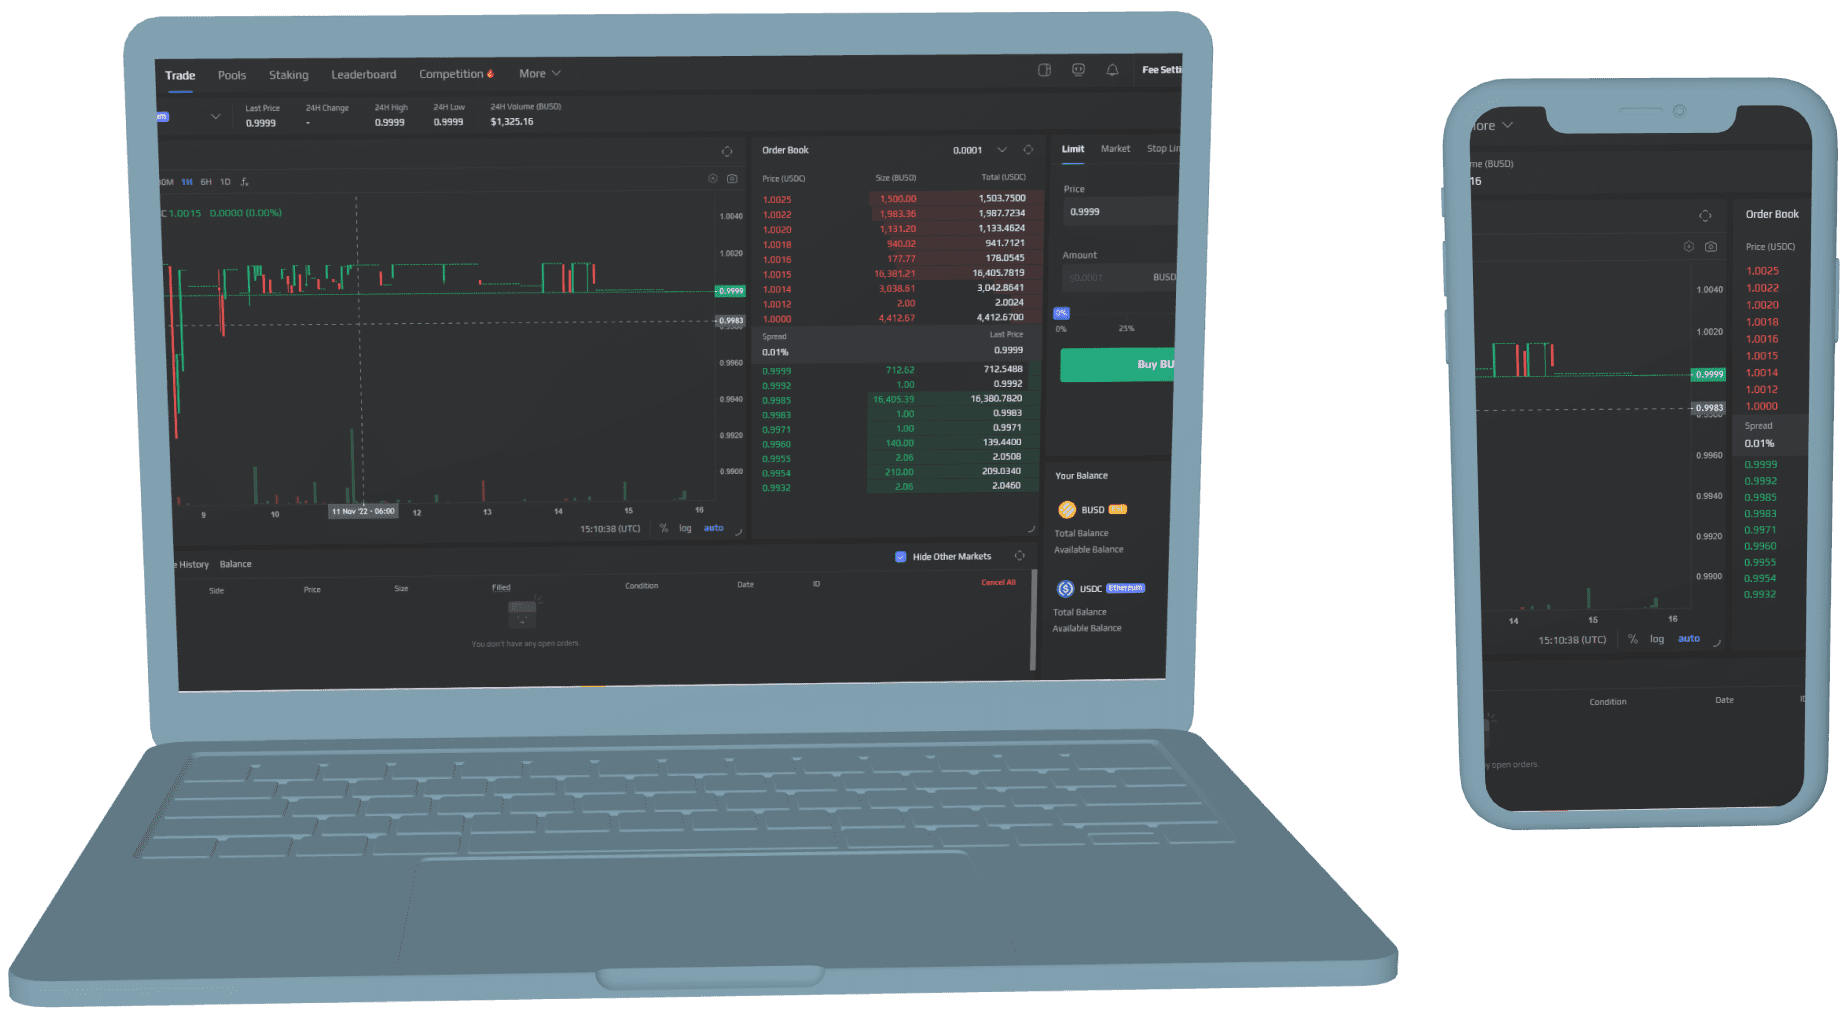 Trade Pools Staking Leaderboard Competition More Fee Setti
Last Price 24H Change 24H High 24H Low 24H Volume (BUSD)
0.9999 - 0.9999 0.9999 $1,325.16
1H 6H 1D
C 1.0015 0.0000 (0.00%)
1.0040
1.0020
0.9999
0.9983
0.9960
0.9940
0.9920
0.9900
9 10 11 Nov '22 - 06:00 12 13 14 15 16
15:10:38 (UTC) % log auto
Order Book 0.0001
Price (USDC) Size (BUSD) Total (USDC)
1.0025 1,500.00 1,503.7500
1.0022 1,983.36 1,987.7234
1.0020 1,131.20 1,133.4624
1.0018 940.02 941.7121
1.0016 177.77 178.0545
1.0015 16,381.21 16,405.7819
1.0014 3,038.61 3,042.8641
1.0012 2.00 2.0024
1.0000 4,412.67 4,412.6700
Spread Last Price
0.01% 0.9999
0.9999 712.62 712.5488
0.9992 1.00 0.9992
0.9985 16,405.39 16,380.7820
0.9983 1.00 0.9983
0.9971 1.00 0.9971
0.9960 140.00 139.4400
0.9955 2.06 2.0508
0.9954 210.00 209.0340
0.9932 2.06 2.0460
Limit Market Stop Lim
Price
0.9999
Amount
≥0.0001 BUSD
0%
0% 25%
Buy BU
Your Balance
BUSD
Total Balance
Available Balance
USDC Ethereum
Total Balance
Available Balance
e History Balance Hide Other Markets
Side Price Size Filled Condition Date ID Cancel All
You don't have any open orders.
ore
me (BUSD)
16
Order Book
Price (USDC)
1.0025
1.0022
1.0020
1.0018
1.0016
1.0015
1.0014
1.0012
1.0000
Spread
0.01%
0.9999
0.9992
0.9985
0.9983
0.9971
0.9960
0.9955
0.9954
0.9932
1.0040
1.0020
0.9999
0.9983
0.9960
0.9940
0.9920
0.9900
14 15 16
15:10:38 (UTC) % log auto
Condition Date
y open orders.